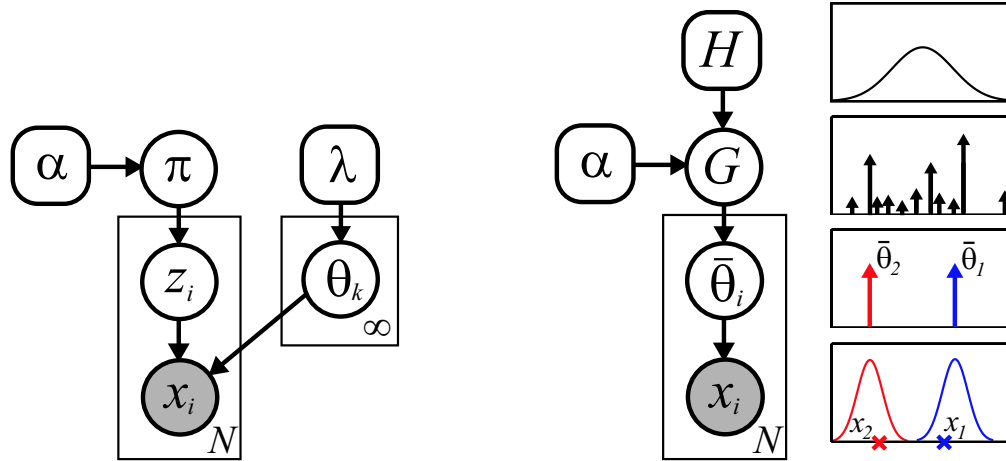 α
π
λ
z_i
θ_k
∞
x_i
N
H
α
G
θ̄_i
x_i
N
θ̄_2
θ̄_1
x_2
x_1